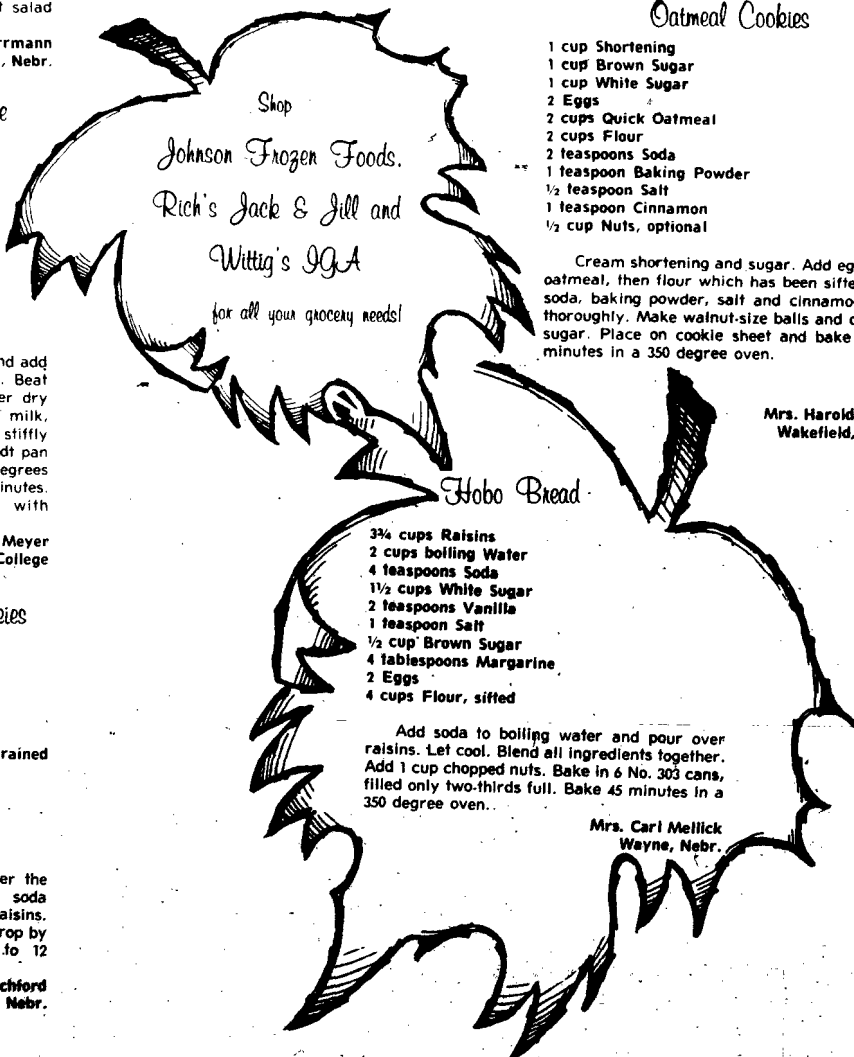 t salad
rmann
, Nebr.
e
nd add
. Beat
er dry
milk,
stiffly
dt pan
egrees
inutes.
with
Meyer
College
ies
rained
er the
soda
aisins.
rop by
to 12
chford
Nebr.
Shop
Johnson Frozen Foods.
Rich's Jack & Jill and
Wittig's IGA
for all your grocery needs!
Oatmeal Cookies
1 cup Shortening
1 cup Brown Sugar
1 cup White Sugar
2 Eggs
2 cups Quick Oatmeal
2 cups Flour
2 teaspoons Soda
1 teaspoon Baking Powder
½ teaspoon Salt
1 teaspoon Cinnamon
½ cup Nuts, optional
Cream shortening and sugar. Add eg
oatmeal, then flour which has been sifte
soda, baking powder, salt and cinnamo
thoroughly. Make walnut-size balls and
sugar. Place on cookie sheet and bake
minutes in a 350 degree oven.
Mrs. Harold
Wakefield,
Hobo Bread
3¾ cups Raisins
2 cups boiling Water
4 teaspoons Soda
1½ cups White Sugar
2 teaspoons Vanilla
1 teaspoon Salt
½ cup Brown Sugar
4 tablespoons Margarine
2 Eggs
4 cups Flour, sifted
Add soda to boiling water and pour over
raisins. Let cool. Blend all ingredients together.
Add 1 cup chopped nuts. Bake in 6 No. 303 cans,
filled only two-thirds full. Bake 45 minutes in a
350 degree oven.
Mrs. Carl Mellick
Wayne, Nebr.